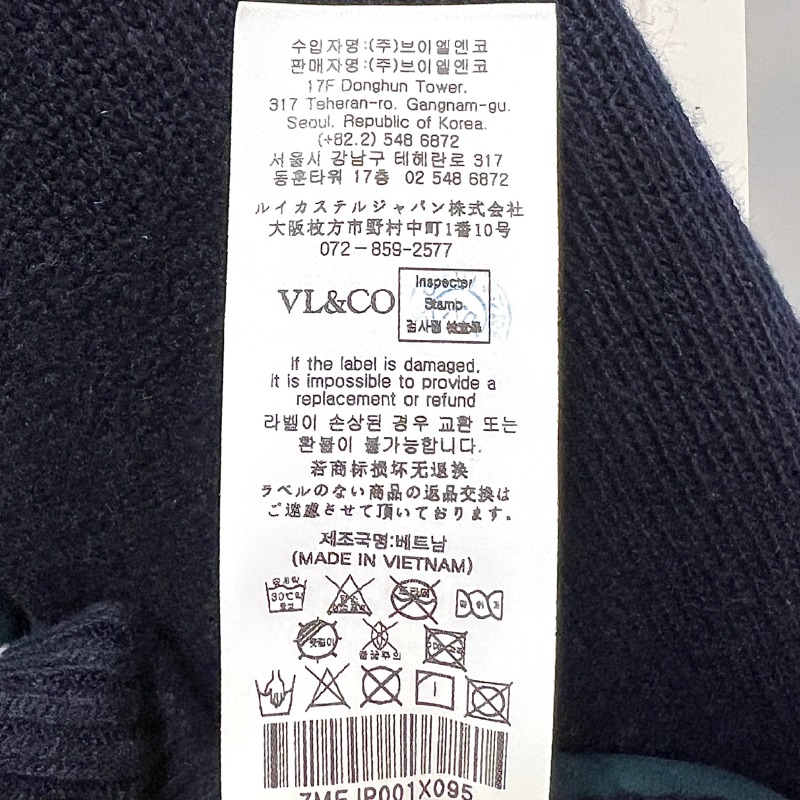 수입자명:(주)브이엘엔코
판매자명:(주)브이엘엔코
17F Donghun Tower.
317 Teheran-ro. Gangnam-gu.
Seoul. Republic of Korea.
(+82.2) 548 6872
서울시 강남구 테헤란로 317
동훈타워 17층 02 548 6872
ルイカステルジャパン株式会社
大阪枚方市野村中町1番10号
072-859-2577
VL&CO
Inspecter
Stamp
검사필
If the label is damaged,
it is impossible to provide a
replacement or refund
라벨이 손상된 경우 교환 또는
환불이 불가능합니다.
若商标损坏无退换
ラベルのない商品の返品交換は
ご遠慮させて頂いております。
제조국명:베트남
(MADE IN VIETNAM)
30℃약